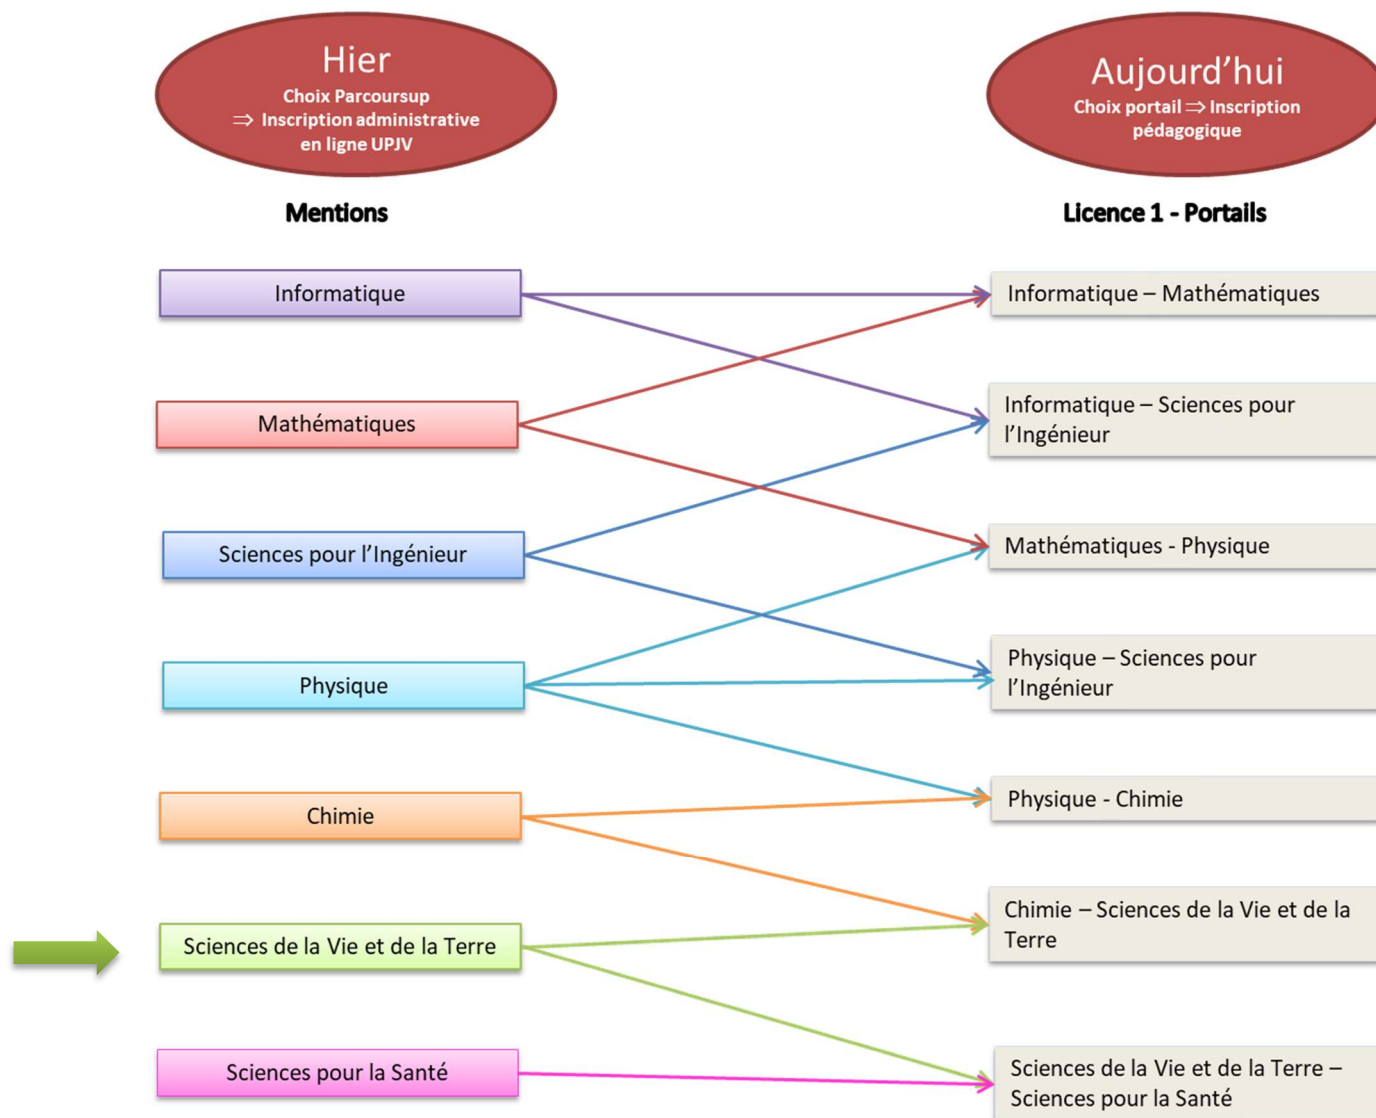 Hier
Choix Parcoursup
⇒ Inscription administrative
en ligne UPJV
Aujourd'hui
Choix portail ⇒ Inscription
pédagogique
Mentions
Licence 1 - Portails
Informatique
Informatique – Mathématiques
Mathématiques
Informatique – Sciences pour
l'Ingénieur
Sciences pour l'Ingénieur
Mathématiques - Physique
Physique
Physique – Sciences pour
l'Ingénieur
Chimie
Physique - Chimie
Sciences de la Vie et de la Terre
Chimie – Sciences de la Vie et de la
Terre
Sciences pour la Santé
Sciences de la Vie et de la Terre –
Sciences pour la Santé